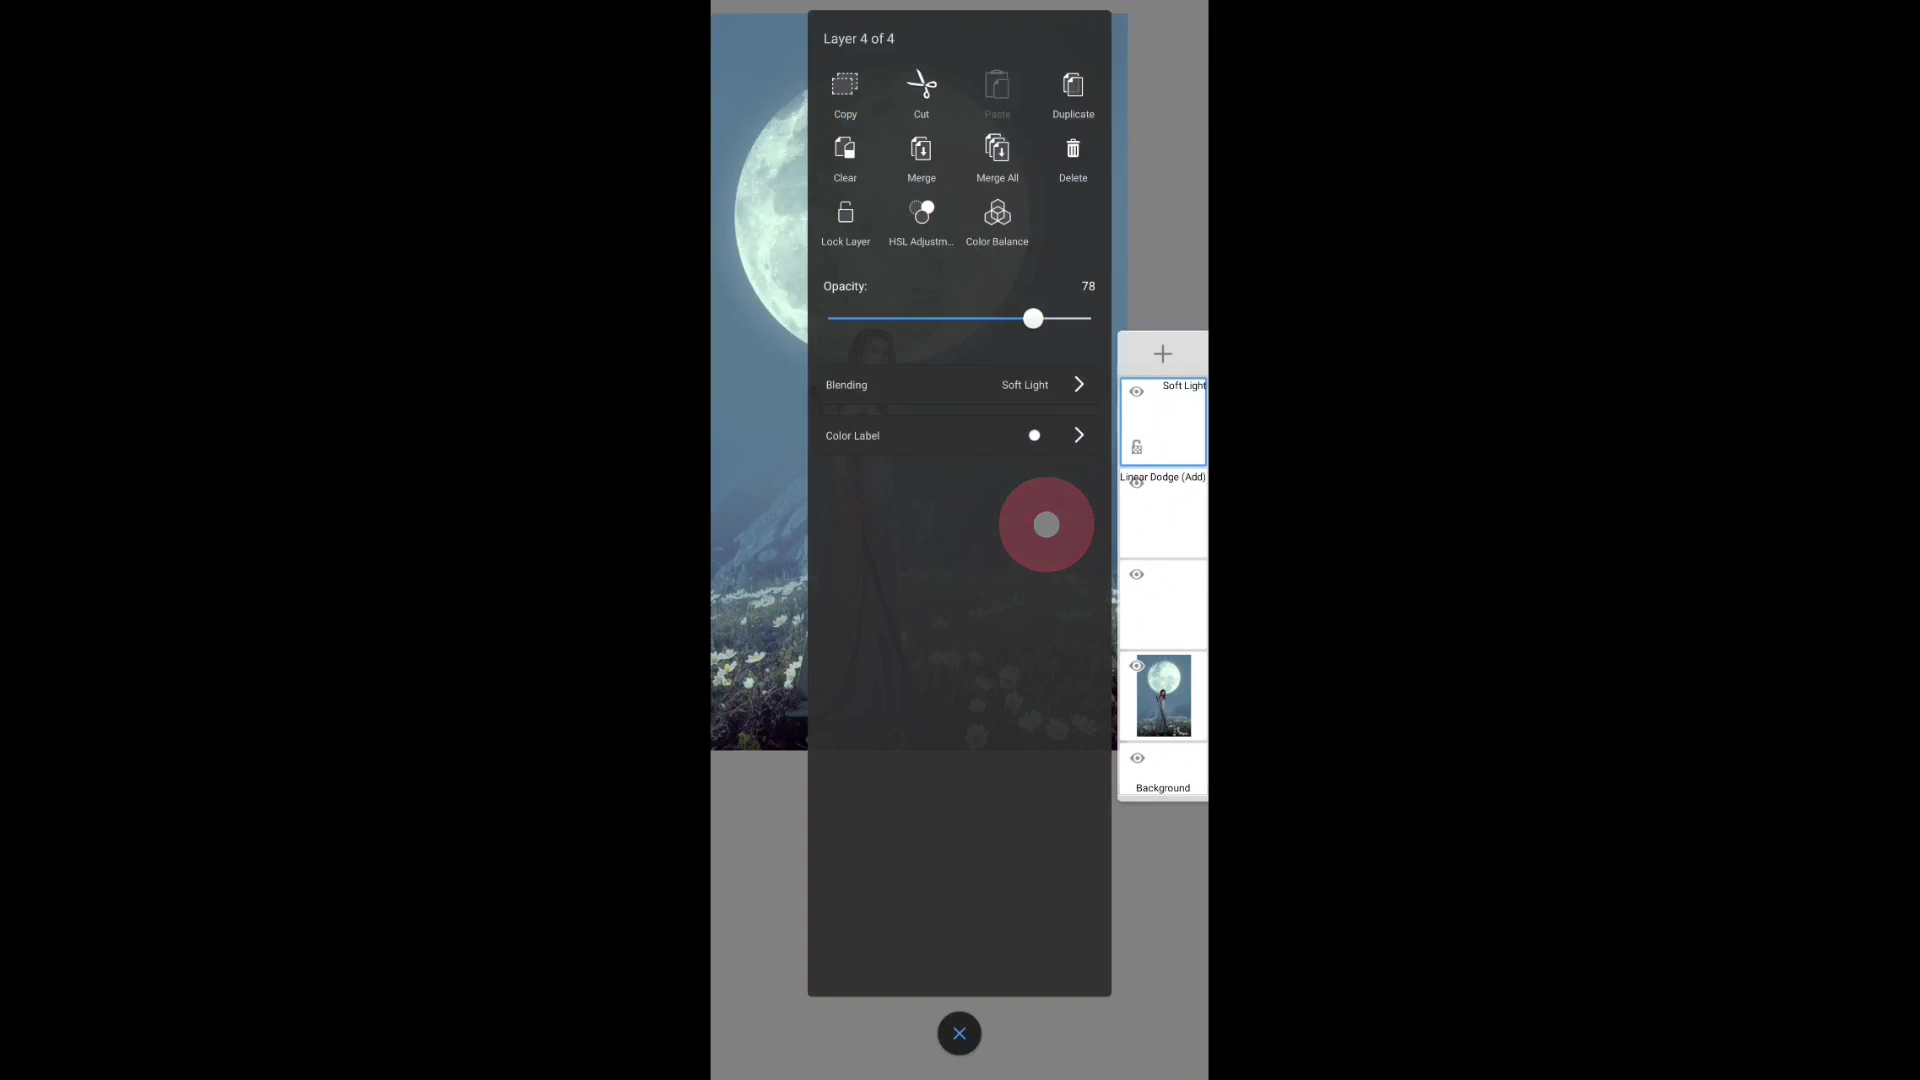 Layer 4 of 4
Copy Cut Paste Duplicate
Clear Merge Merge All Delete
Lock Layer HSL Adjustm... Color Balance
Opacity: 78
Blending Soft Light
Color Label
Soft Light
Linear Dodge (Add)
Background